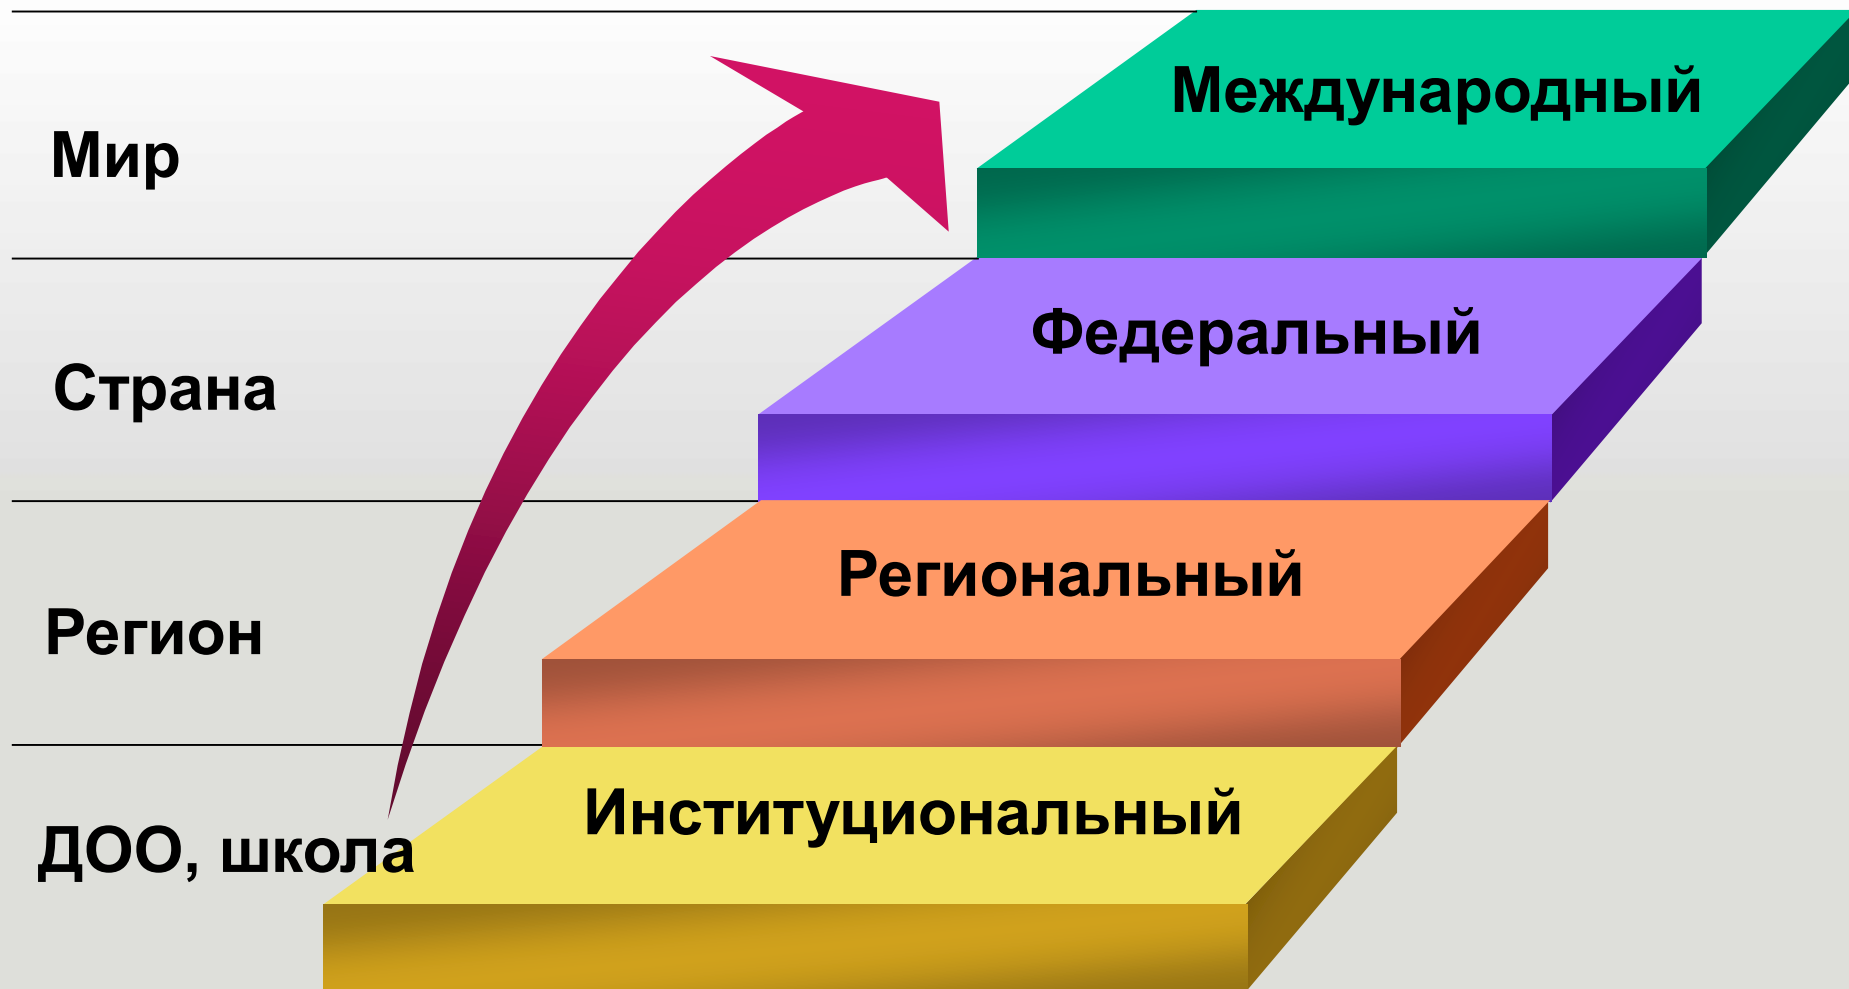 Международный
Мир
Федеральный
Страна
Региональный
Регион
Институциональный
ДОО, школа